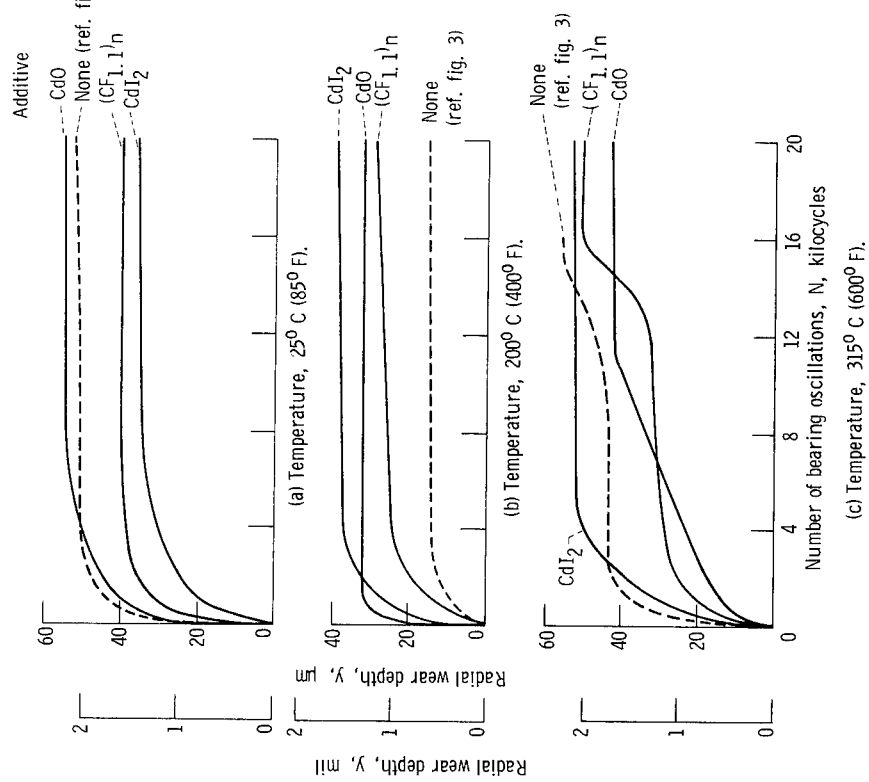 Additive
CdO
None (ref. fi
(CF1.1)n
CdI2
60
40
20
0
2
1
0
(a) Temperature, 25° C (85° F).
CdI2
CdO
(CF1.1)n
None
(ref. fig. 3)
40
20
0
2
1
0
Radial wear depth, y, mil
Radial wear depth, y, µm
(b) Temperature, 200° C (400° F).
None
(ref. fig. 3)
(CF1.1)n
CdO
CdI2
60
40
20
0
2
1
0
0
4
8
12
16
20
Number of bearing oscillations, N, kilocycles
(c) Temperature, 315° C (600° F).